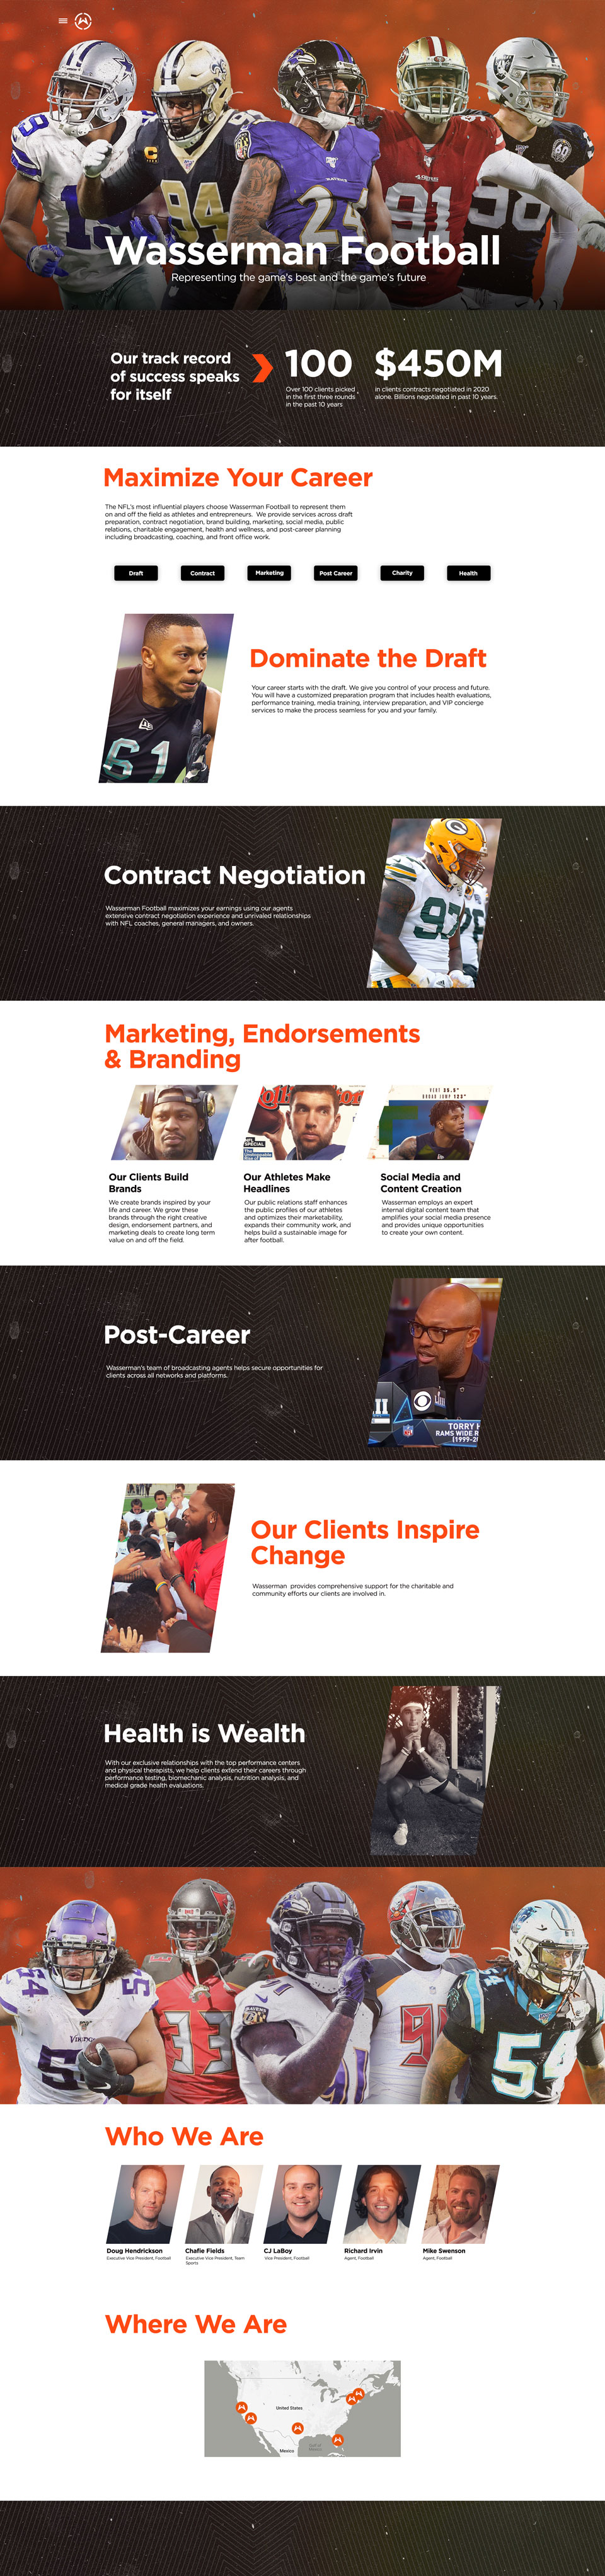 Wasserman Football
Representing the game's best and the game's future
Our track record
of success speaks
for itself
100
Over 100 clients picked
in the first three rounds
in the past 10 years
$450M
in clients contracts negotiated in 2020
alone. Billions negotiated in past 10 years.
Maximize Your Career
The NFL's most influential players choose Wasserman Football to represent them
on and off the field as athletes and entrepreneurs. We provide services across draft
preparation, contract negotiation, brand building, marketing, social media, public
relations, charitable engagement, health and wellness, and post-career planning
including broadcasting, coaching, and front office work.
Draft
Contract
Marketing
Post Career
Charity
Health
61
Dominate the Draft
Your career starts with the draft. We give you control of your process and future.
You will have a customized preparation program that includes health evaluations,
performance training, media training, interview preparation, and VIP concierge
services to make the process seamless for you and your family.
Contract Negotiation
Wasserman Football maximizes your earnings using our agents
extensive contract negotiation experience and unrivaled relationships
with NFL coaches, general managers, and owners.
97
Marketing, Endorsements
& Branding
Our Clients Build
Brands
We create brands inspired by your
life and career. We grow these
brands through the right creative
design, endorsement partners, and
marketing deals to create long term
value on and off the field.
SPECIAL
Our Athletes Make
Headlines
Our public relations staff enhances
the public profiles of our athletes
and optimizes their marketability,
expands their community work, and
helps build a sustainable image for
after football.
BROAD JUMP
Social Media and
Content Creation
Wasserman employs an expert
internal digital content team that
amplifies your social media presence
and provides unique opportunities
to create your own content.
Post-Career
Wasserman's team of broadcasting agents helps secure opportunities for
clients across all networks and platforms.
TORRY H
RAMS WIDE R
(1999-2
Our Clients Inspire
Change
Wasserman provides comprehensive support for the charitable and
community efforts our clients are involved in.
Health is Wealth
With our exclusive relationships with the top performance centers
and physical therapists, we help clients extend their careers through
performance testing, biomechanic analysis, nutrition analysis, and
medical grade health evaluations.
33
54
Who We Are
Doug Hendrickson
Executive Vice President, Football
Chafie Fields
Executive Vice President, Team
Sports
CJ LaBoy
Vice President, Football
Richard Irvin
Agent, Football
Mike Swenson
Agent, Football
Where We Are
United States
Mexico
Gulf of
Mexico